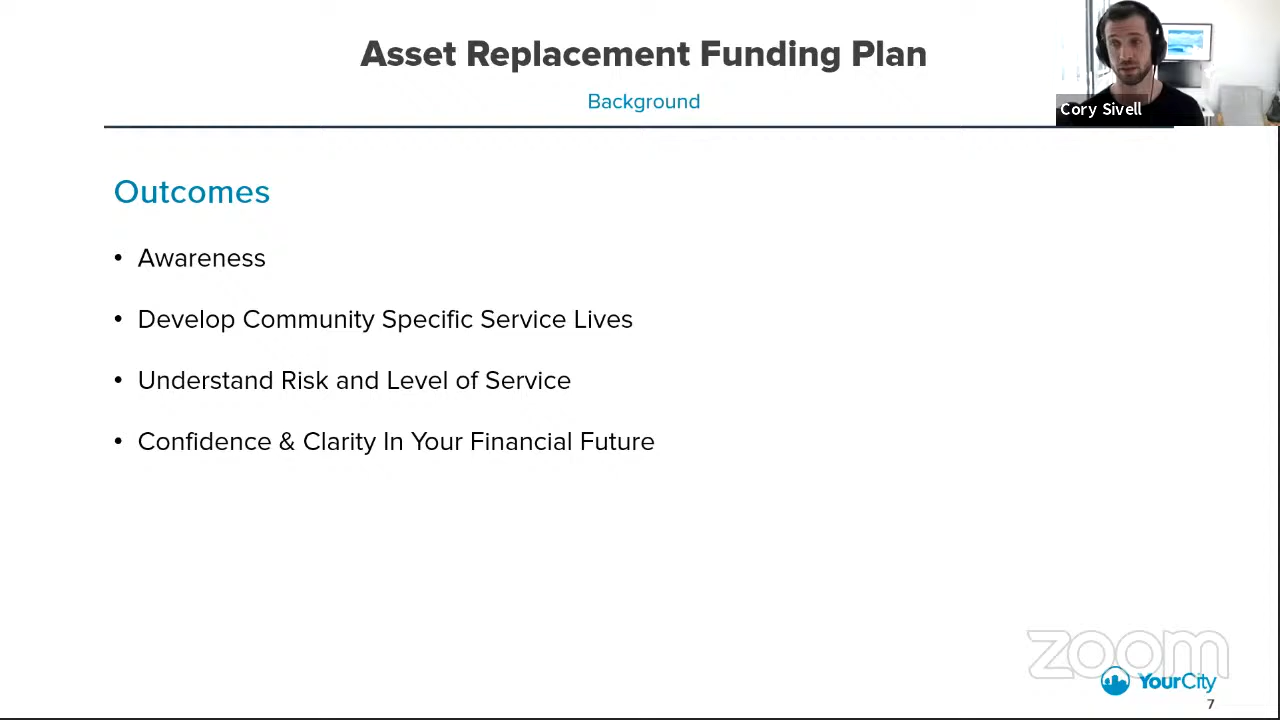 Asset Replacement Funding Plan
Background
Cory Sivell
Outcomes
• Awareness
• Develop Community Specific Service Lives
• Understand Risk and Level of Service
• Confidence & Clarity In Your Financial Future
zoom
YourCity
7